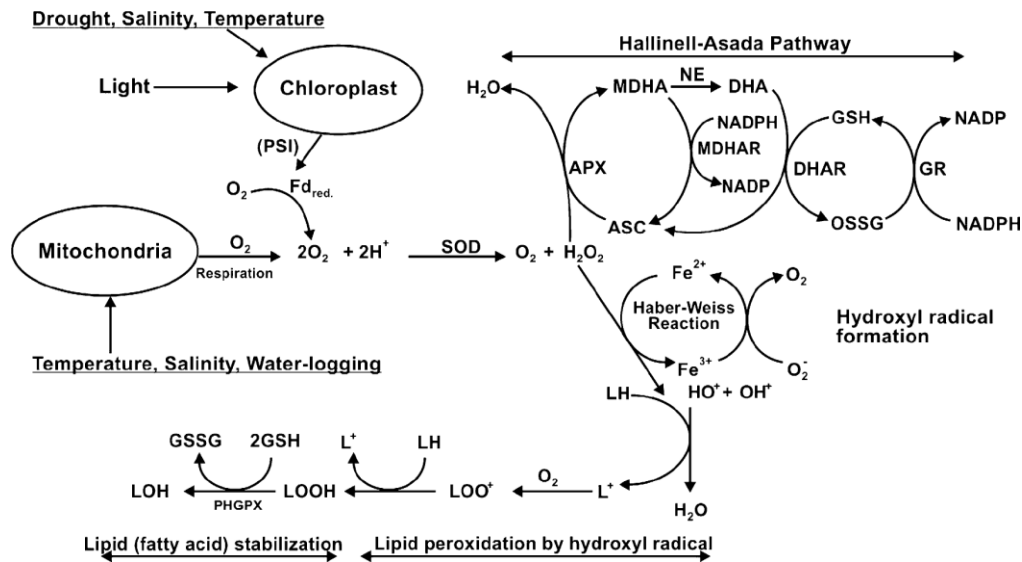 Drought, Salinity, Temperature
Hallinell-Asada Pathway
Light
Chloroplast
H₂O
MDHA
NE
DHA
NADPH
MDHAR
NADP
GSH
NADP
(PSI)
APX
DHAR
GR
O₂
Fd red.
ASC
OSSG
NADPH
Mitochondria
O₂
Respiration
2O₂ + 2H⁺
SOD
O₂ + H₂O₂
Fe²⁺
O₂
Haber-Weiss
Reaction
Hydroxyl radical
formation
Temperature, Salinity, Water-logging
Fe³⁺
O₂⁻
LH
HO⁺ + OH⁺
GSSG
2GSH
L⁺
LH
LOH
PHGPX
LOOH
LOO⁺
O₂
L⁺
H₂O
Lipid (fatty acid) stabilization
Lipid peroxidation by hydroxyl radical